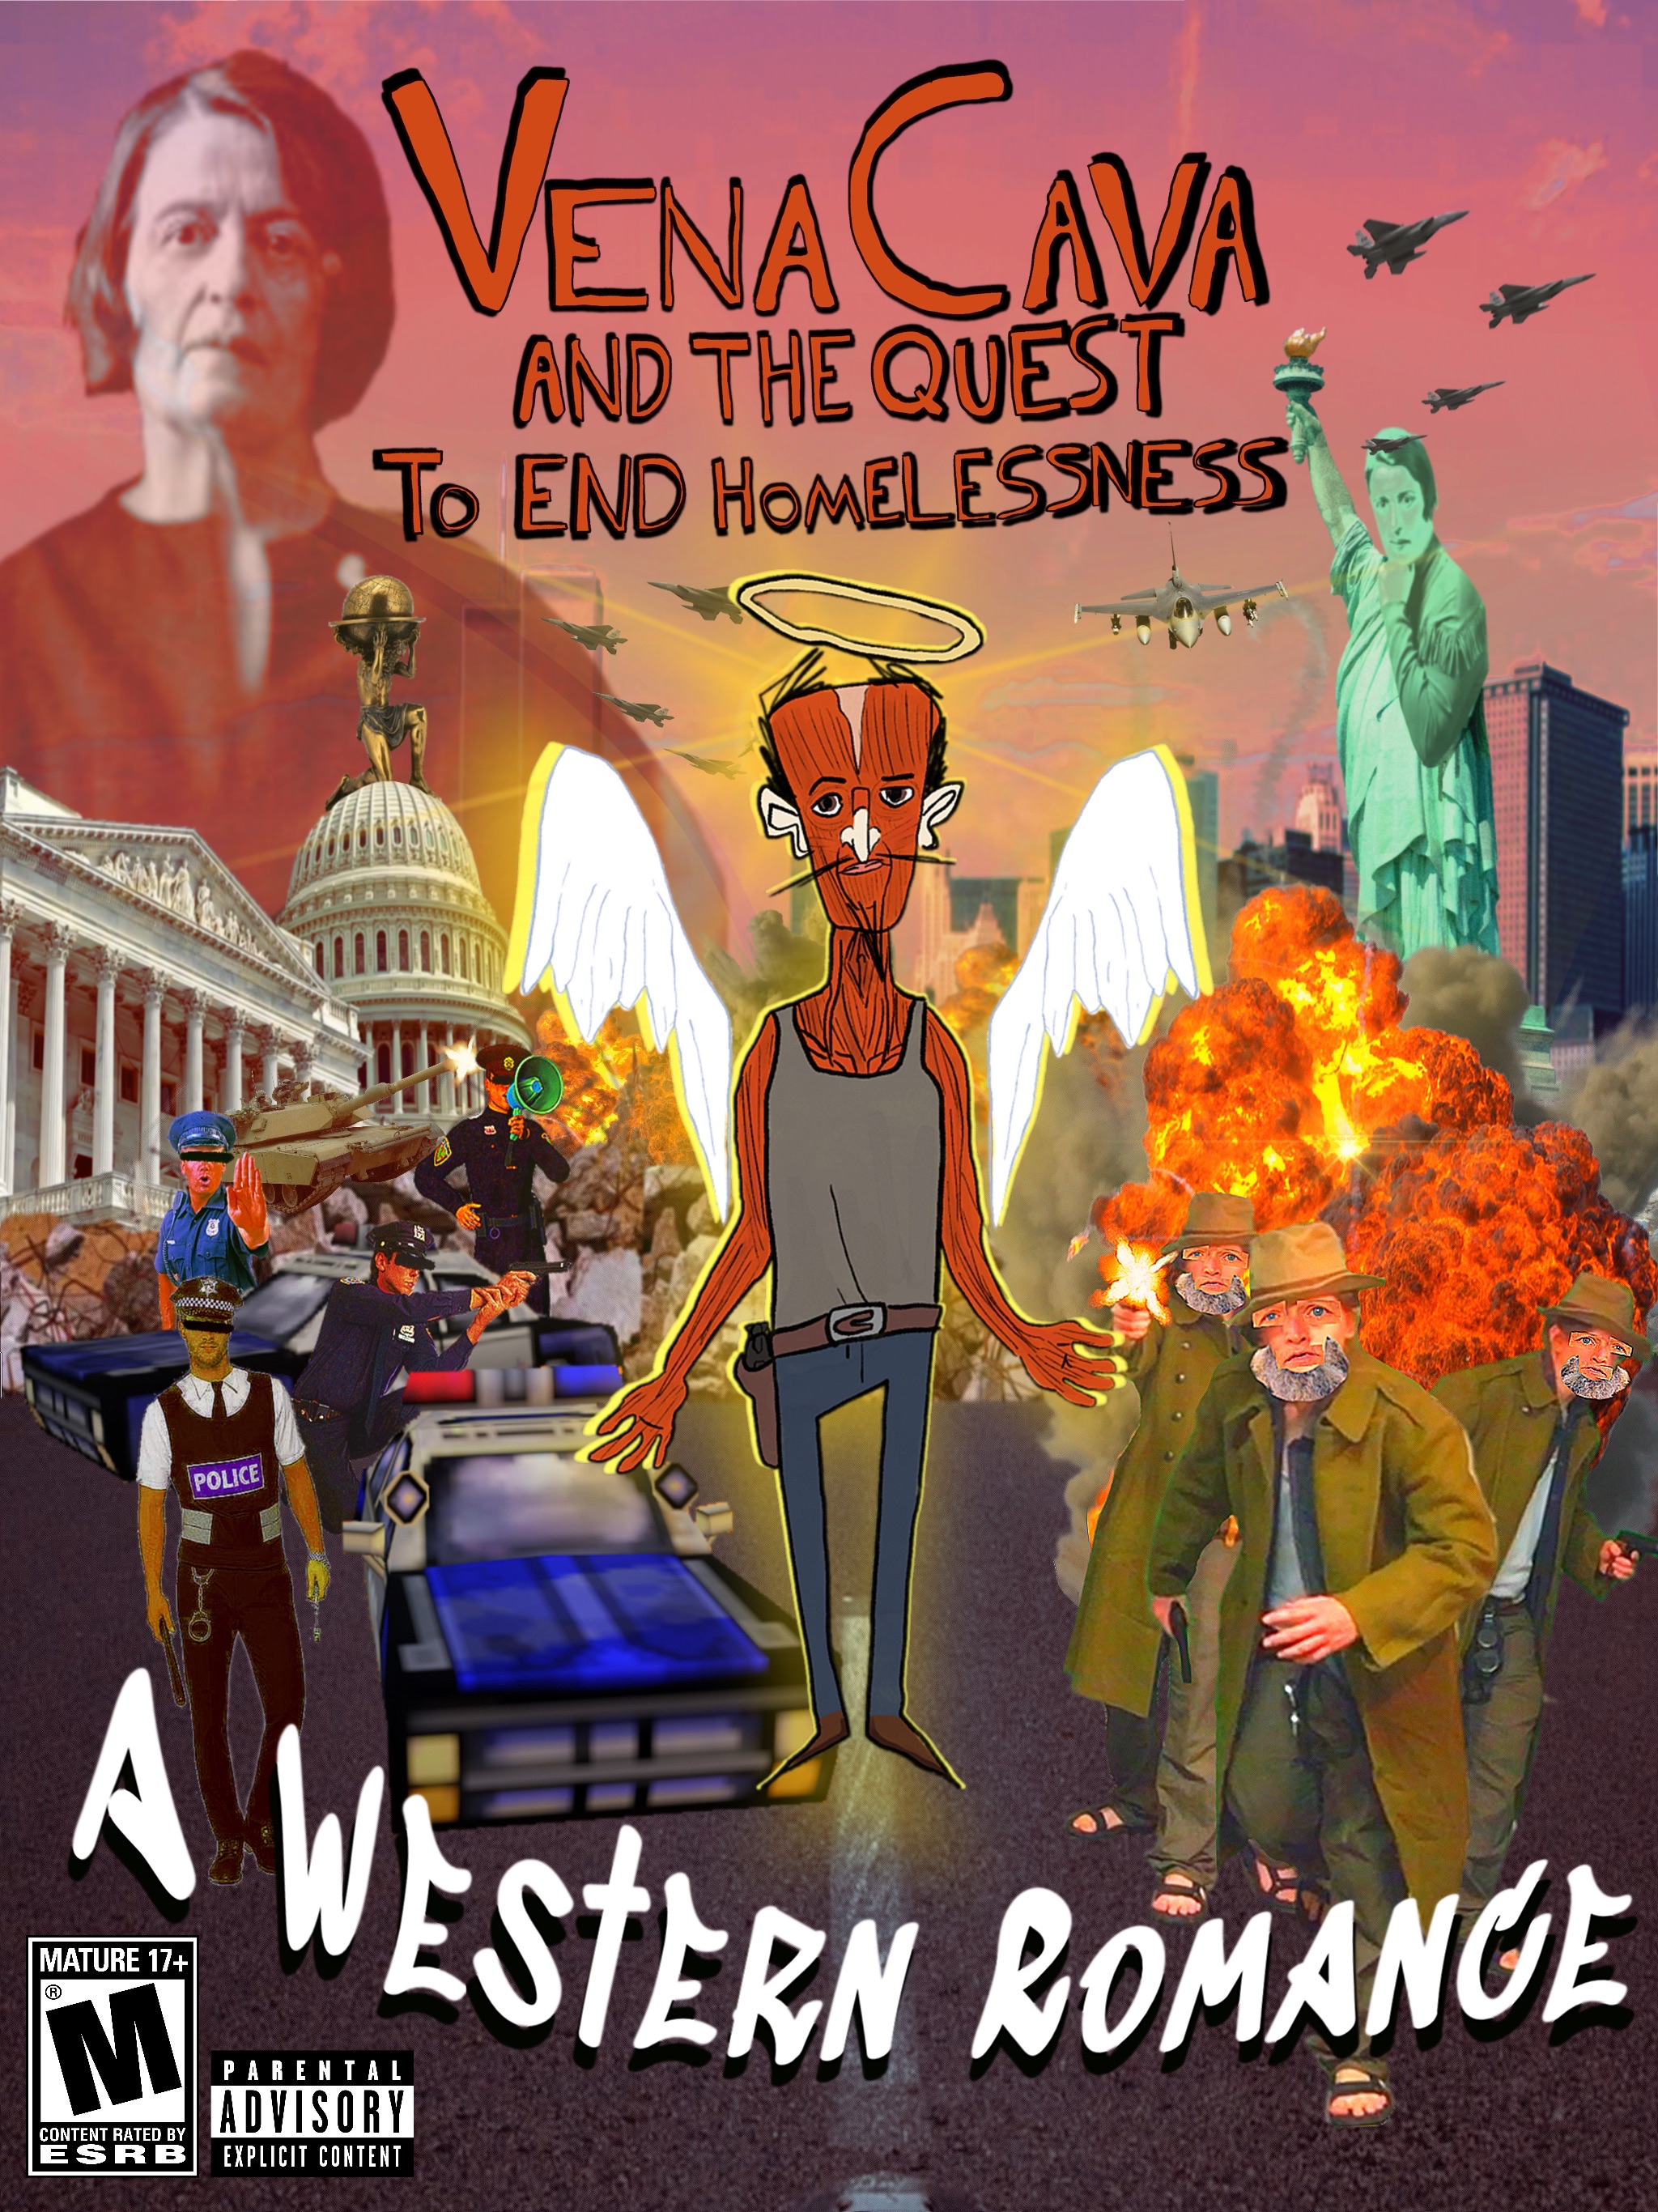 VENA CAVA
AND THE QUEST
TO END HOMELESSNESS
POLICE
A WESTERN ROMANCE
MATURE 17+
®
M
CONTENT RATED BY
ESRB
PARENTAL
ADVISORY
EXPLICIT CONTENT